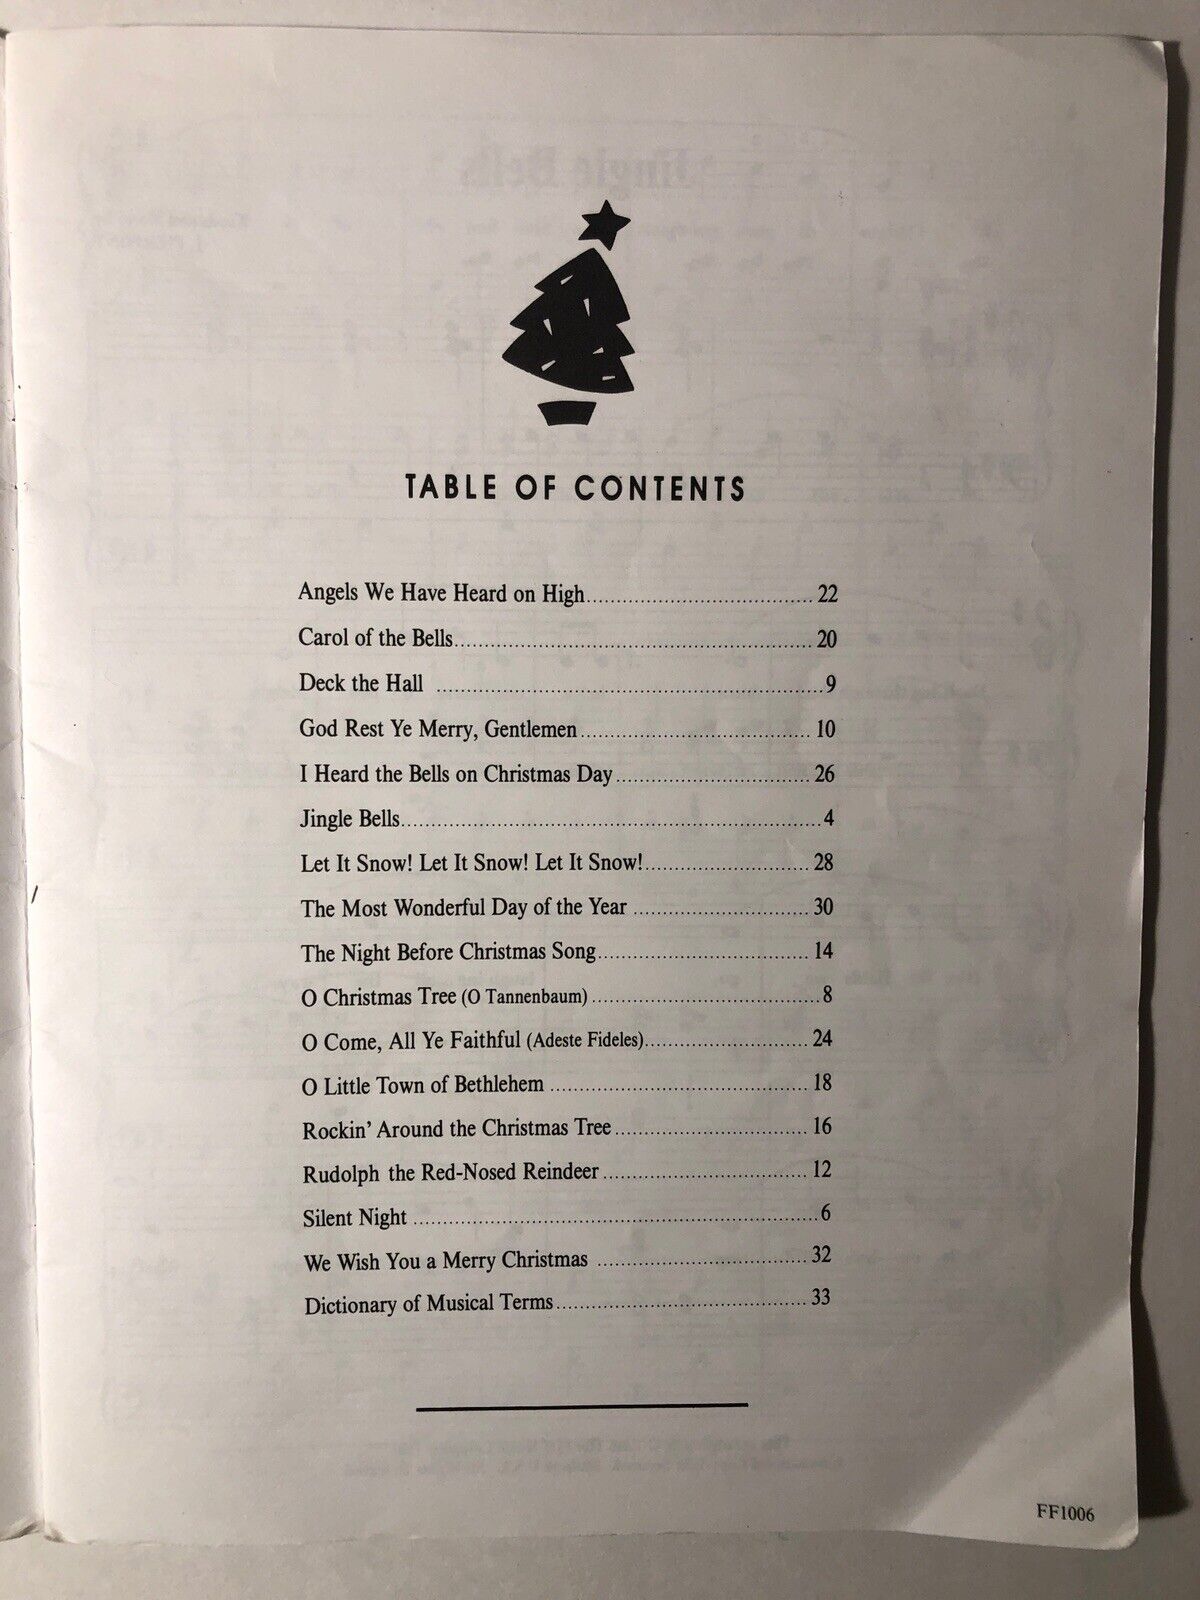 TABLE OF CONTENTS
Angels We Have Heard on High....................................... 22
Carol of the Bells............................................................. 20
Deck the Hall ..................................................................9
God Rest Ye Merry, Gentlemen....................................... 10
I Heard the Bells on Christmas Day................................. 26
Jingle Bells........................................................................4
Let It Snow! Let It Snow! Let It Snow!............................ 28
The Most Wonderful Day of the Year .............................. 30
The Night Before Christmas Song.................................... 14
O Christmas Tree (O Tannenbaum) .......................................8
O Come, All Ye Faithful (Adeste Fideles)............................ 24
O Little Town of Bethlehem ............................................ 18
Rockin' Around the Christmas Tree................................. 16
Rudolph the Red-Nosed Reindeer ................................... 12
Silent Night .....................................................................6
We Wish You a Merry Christmas .................................... 32
Dictionary of Musical Terms........................................... 33
FF1006